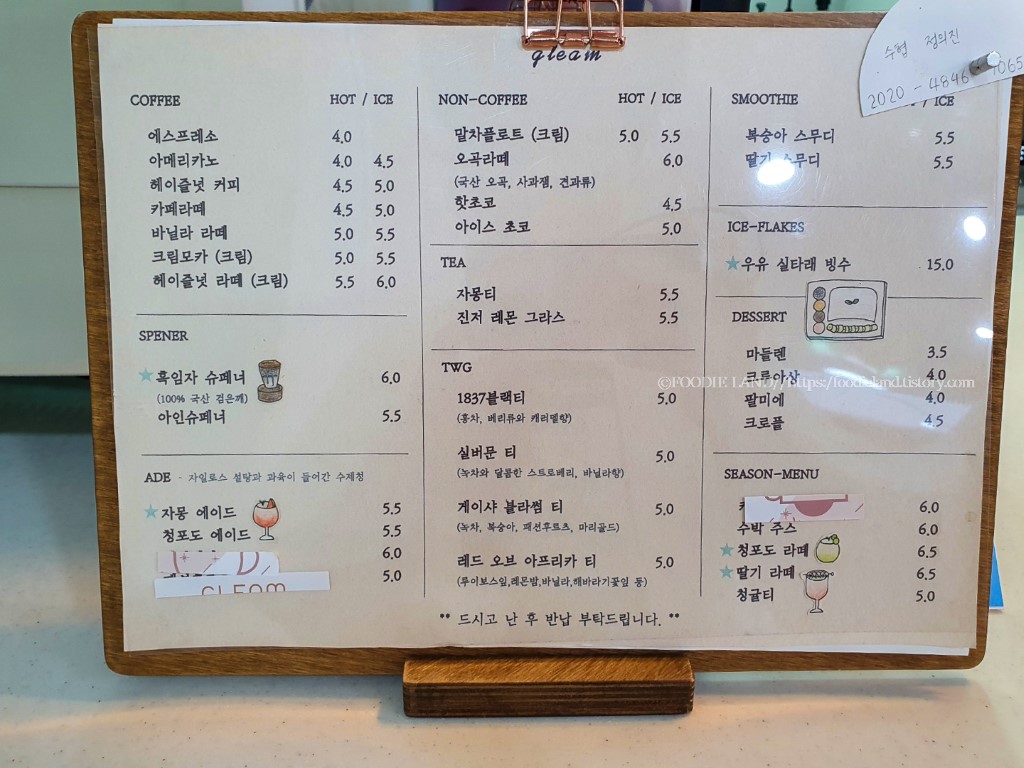 gleam
수협 정의진
2020-4846-1065
COFFEE HOT / ICE
에스프레소 4.0
아메리카노 4.0 4.5
헤이즐넛 커피 4.5 5.0
카페라떼 4.5 5.0
바닐라 라떼 5.0 5.5
크림모카 (크림) 5.0 5.5
헤이즐넛 라떼 (크림) 5.5 6.0
SPENER
★흑임자 슈페너 6.0
(100% 국산 검은깨)
아인슈페너 5.5
ADE - 자일로스 설탕과 과육이 들어간 수제청
★자몽 에이드 5.5
청포도 에이드 5.5
6.0
5.0
GLEam
NON-COFFEE HOT / ICE
말차플로트 (크림) 5.0 5.5
오곡라떼 6.0
(국산 오곡, 사과잼, 견과류)
핫초코 4.5
아이스 초코 5.0
TEA
자몽티 5.5
진저 레몬 그라스 5.5
TWG
1837블랙티 5.0
(홍차, 베리류와 캐러멜향)
실버문 티 5.0
(녹차와 달콤한 스트로베리, 바닐라향)
게이샤 블라썸 티 5.0
(녹차, 복숭아, 패션후르츠, 마리골드)
레드 오브 아프리카 티 5.0
(루이보스잎,레몬밤,바닐라,해바라기꽃잎 등)
** 드시고 난 후 반납 부탁드립니다. **
SMOOTHIE / ICE
복숭아 스무디 5.5
딸기 스무디 5.5
ICE-FLAKES
★우유 실타래 빙수 15.0
DESSERT
마들렌 3.5
크루아상 4.0
팔미에 4.0
크로플 4.5
SEASON-MENU
6.0
수박 주스 6.0
★청포도 라떼 6.5
★딸기 라떼 6.5
청귤티 5.0
©FOODIE LAND// https://foodieland.tistory.com